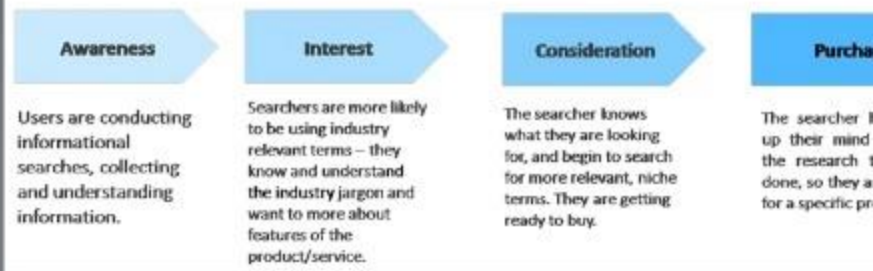 Awareness
Users are conducting
informational
searches, collecting
and understanding
information.
Interest
Searchers are more likely
to be using industry
relevant terms – they
know and understand
the industry jargon and
want to more about
features of the
product/service.
Consideration
The searcher knows
what they are looking
for, and begin to search
for more relevant, niche
terms. They are getting
ready to buy.
Purcha
The searcher
up their mind
the research
done, so they a
for a specific pr